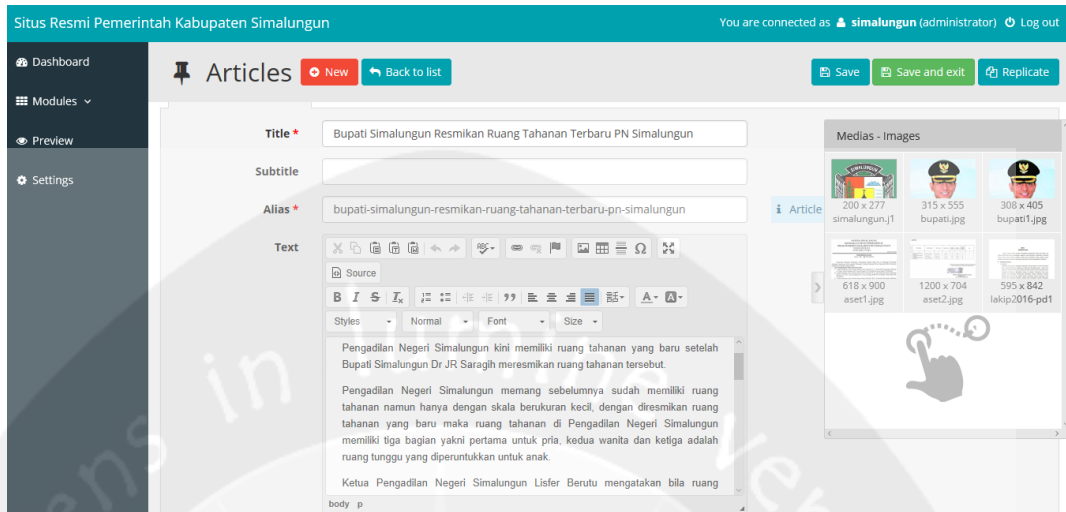 Situs Resmi Pemerintah Kabupaten Simalungun
You are connected as simalungun (administrator) Log out
Dashboard
Modules
Preview
Settings
Articles
New
Back to list
Save
Save and exit
Replicate
Title *
Bupati Simalungun Resmikan Ruang Tahanan Terbaru PN Simalungun
Subtitle
Alias *
bupati-simalungun-resmikan-ruang-tahanan-terbaru-pn-simalungun
Article
Text
Source
Styles
Normal
Font
Size
Pengadilan Negeri Simalungun kini memiliki ruang tahanan yang baru setelah
Bupati Simalungun Dr JR Saragih meresmikan ruang tahanan tersebut.
Pengadilan Negeri Simalungun memang sebelumnya sudah memiliki ruang
tahanan namun hanya dengan skala berukuran kecil, dengan diresmikan ruang
tahanan yang baru maka ruang tahanan di Pengadilan Negeri Simalungun
memiliki tiga bagian yakni pertama untuk pria, kedua wanita dan ketiga adalah
ruang tunggu yang diperuntukkan untuk anak.
Ketua Pengadilan Negeri Simalungun Lisfer Berutu mengatakan bila ruang
body p
Medias - Images
200 x 277
simalungun.j1
315 x 555
bupati.jpg
308 x 405
bupati1.jpg
618 x 900
aset1.jpg
1200 x 704
aset2.jpg
595 x 842
lakip2016-pd1
ens in lumine ve